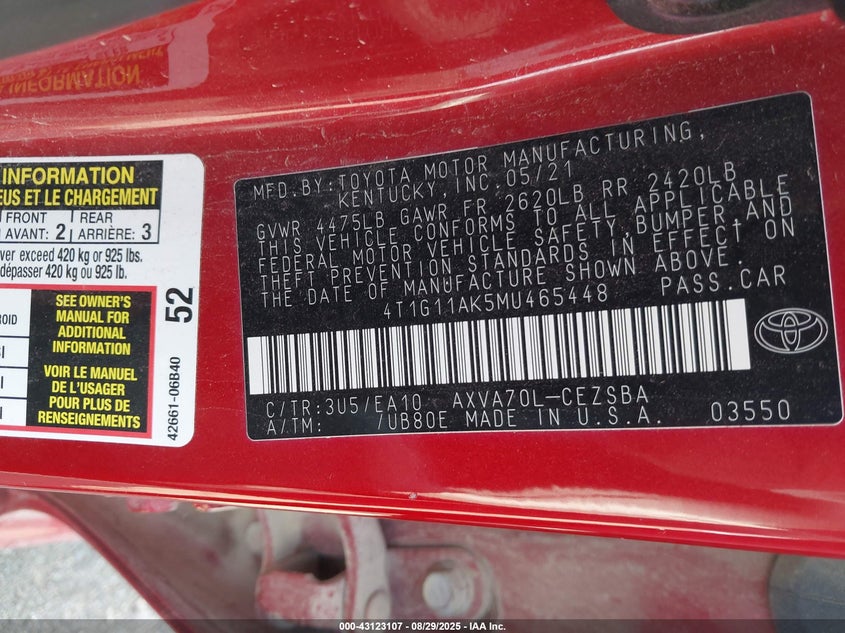 INFORMATION
INFORMATION
EUS ET LE CHARGEMENT
FRONT
AVANT: 2
REAR
ARRIÈRE: 3
ver exceed 420 kg or 925 lbs.
dépasser 420 kg ou 925 lb.
SEE OWNER'S
MANUAL FOR
ADDITIONAL
INFORMATION
VOIR LE MANUEL
DE L'USAGER
POUR PLUS DE
RENSEIGNEMENTS
52
42661-06B40
MFD.BY:TOYOTA MOTOR MANUFACTURING,
KENTUCKY,INC.05/21
GVWR 4475LB GAWR FR 2620LB RR 2420LB
THIS VEHICLE CONFORMS TO ALL APPLICABLE
FEDERAL MOTOR VEHICLE SAFETY,BUMPER,AND
THEFT PREVENTION STANDARDS IN EFFECT ON
THE DATE OF MANUFACTURE SHOWN ABOVE.
4T1G11AK5MU465448 PASS.CAR
C/TR:3U5/EA10 AXVA70L-CEZSBA
A/TM: /UB80E MADE IN U.S.A. 03550
000-43123107 - 08/29/2025 - IAA Inc.